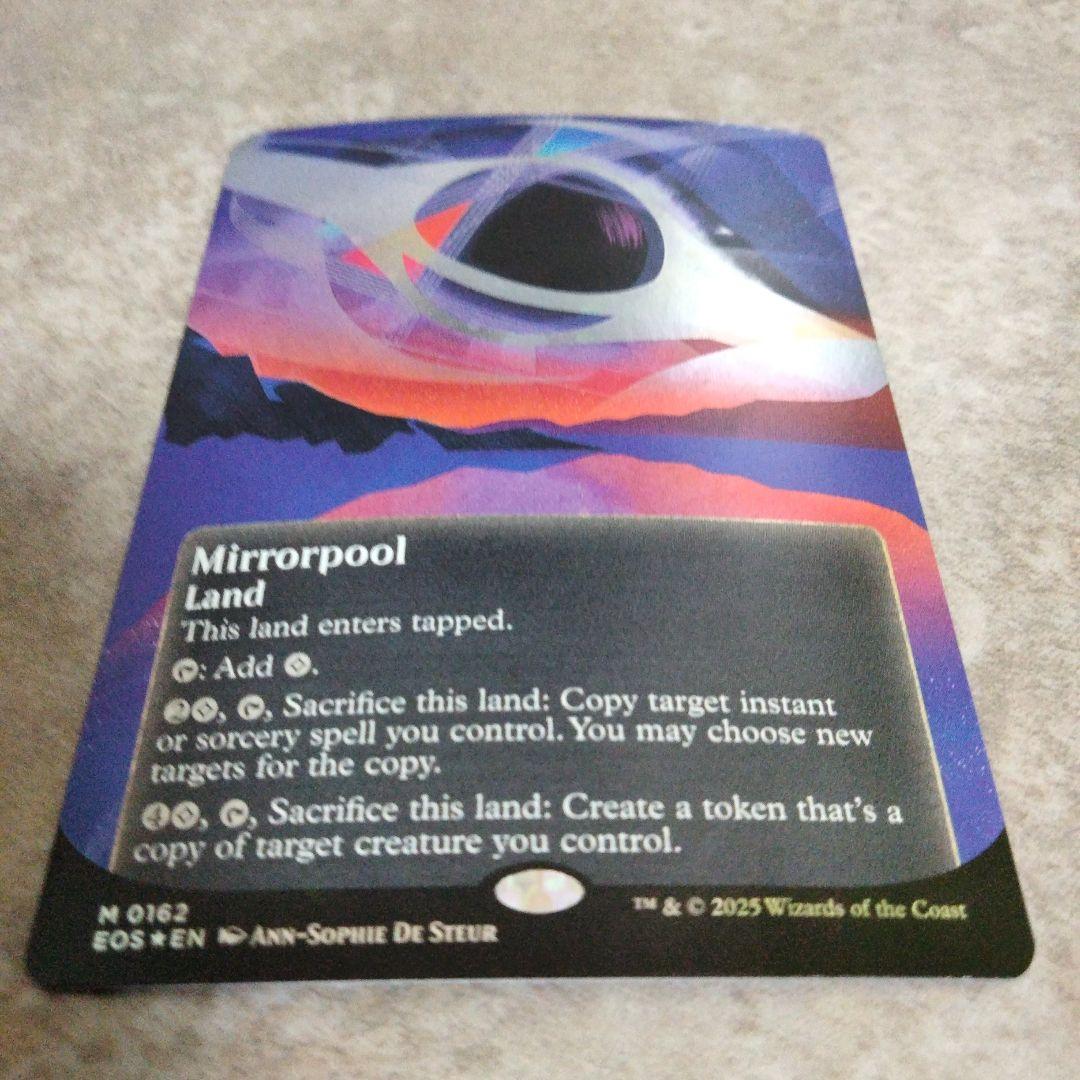 Mirrorpool
Land
This land enters tapped.
: Add .
2, , Sacrifice this land: Copy target instant
or sorcery spell you control. You may choose new
targets for the copy.
4, , Sacrifice this land: Create a token that's a
copy of target creature you control.
M 0162
EOS★EN ANN-SOPHIE DE STEUR
™ & © 2025 Wizards of the Coast